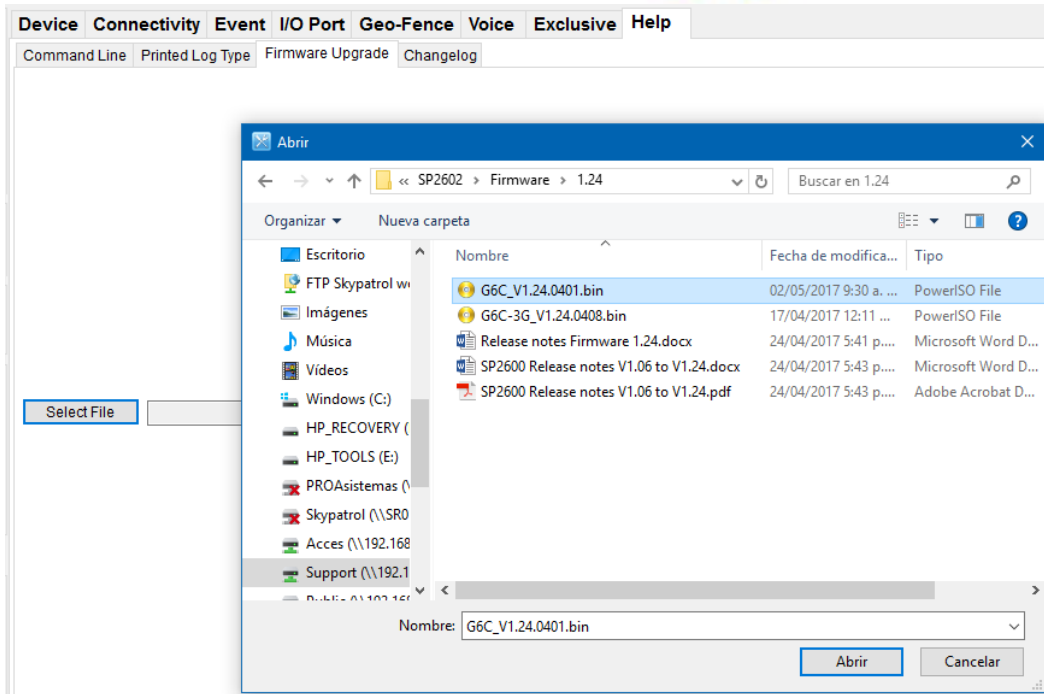 Device Connectivity Event I/O Port Geo-Fence Voice Exclusive Help
Command Line Printed Log Type Firmware Upgrade Changelog
Abrir
« SP2602 > Firmware > 1.24 Buscar en 1.24
Organizar Nueva carpeta
Escritorio
FTP Skypatrol
Imágenes
Música
Vídeos
Windows (C:)
HP_RECOVERY (
HP_TOOLS (E:)
PROAsistemas (\
Skypatrol (\\SR0
Acces (\\192.168
Support (\\192.1
Nombre Fecha de modifica... Tipo
G6C_V1.24.0401.bin 02/05/2017 9:30 a. ... PowerISO File
G6C-3G_V1.24.0408.bin 17/04/2017 12:11 ... PowerISO File
Release notes Firmware 1.24.docx 24/04/2017 5:41 p.... Microsoft Word D...
SP2600 Release notes V1.06 to V1.24.docx 24/04/2017 5:43 p.... Microsoft Word D...
SP2600 Release notes V1.06 to V1.24.pdf 24/04/2017 5:43 p.... Adobe Acrobat D...
Select File
Nombre: G6C_V1.24.0401.bin
Abrir Cancelar